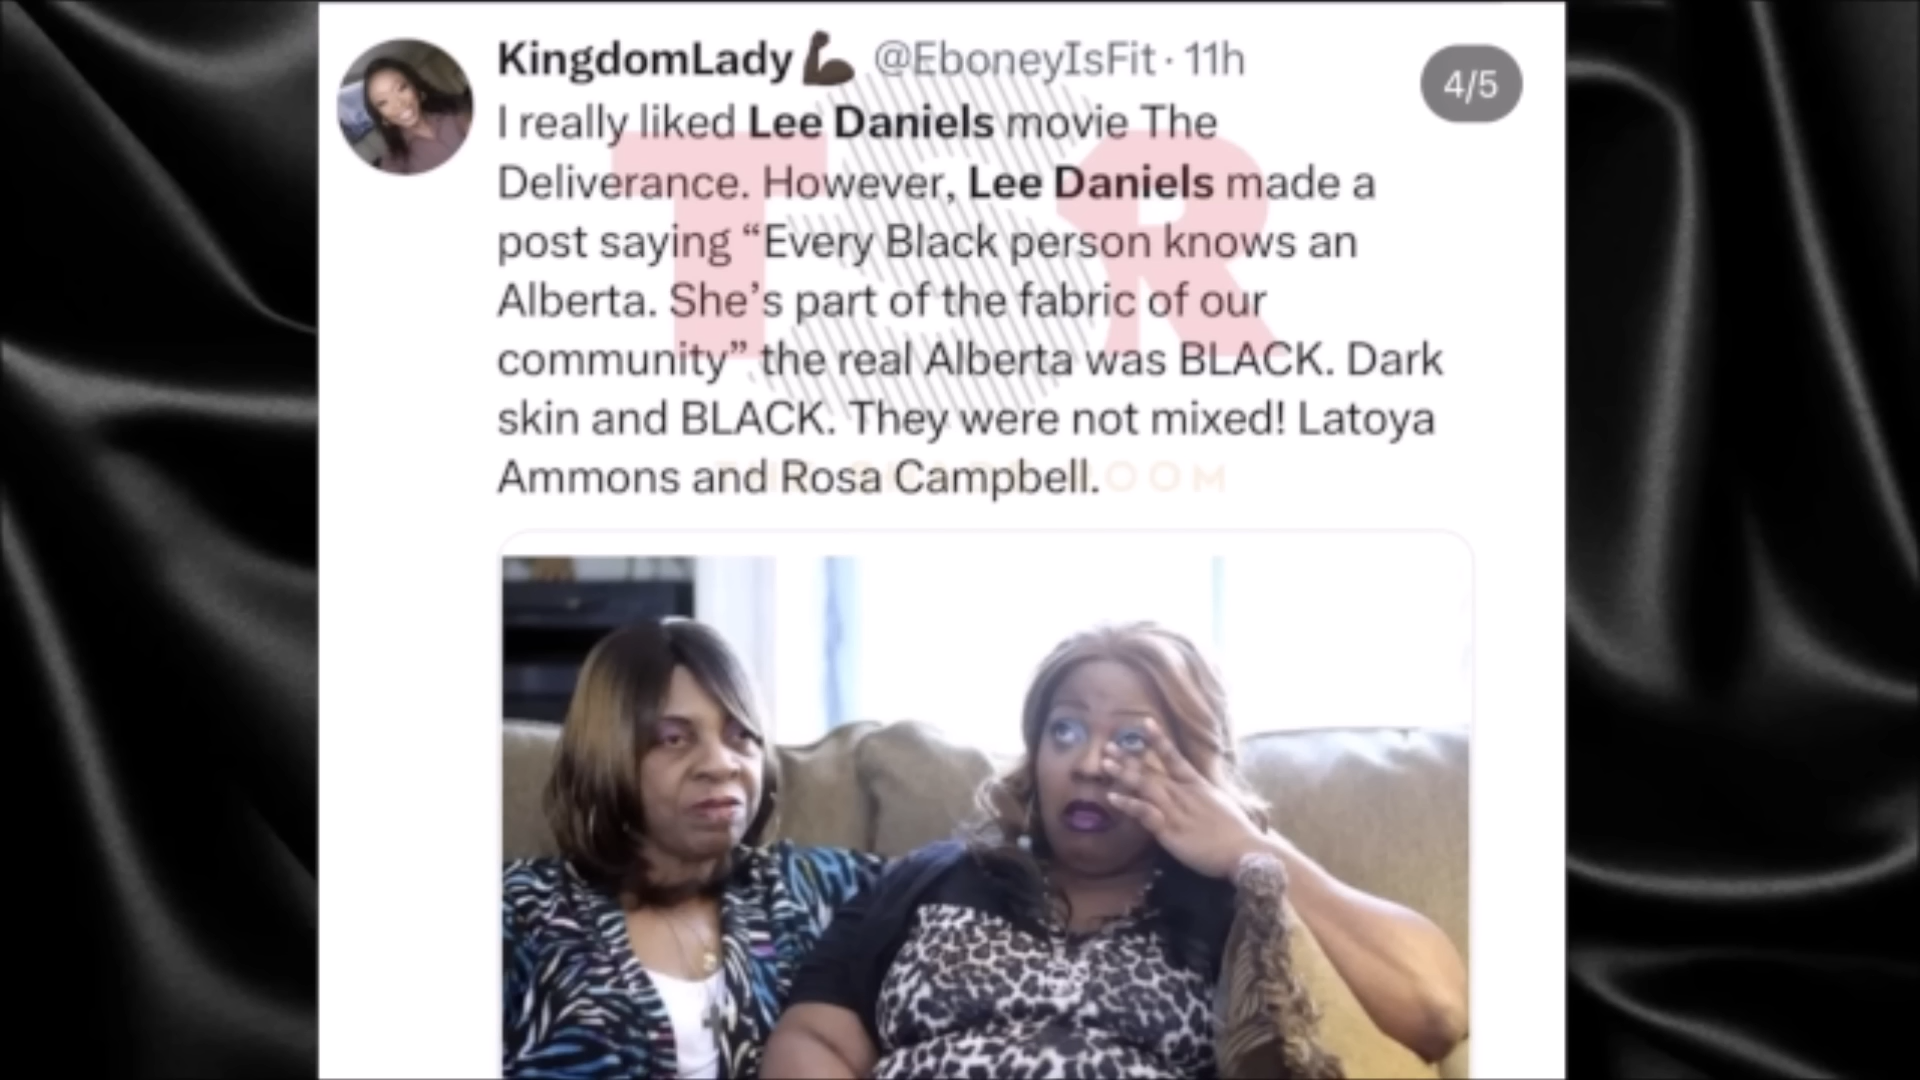 KingdomLady💪🏿 @EboneyIsFit · 11h
4/5
I really liked Lee Daniels movie The
Deliverance. However, Lee Daniels made a
post saying “Every Black person knows an
Alberta. She’s part of the fabric of our
community” the real Alberta was BLACK. Dark
skin and BLACK. They were not mixed! Latoya
Ammons and Rosa Campbell.
TSR
OOM